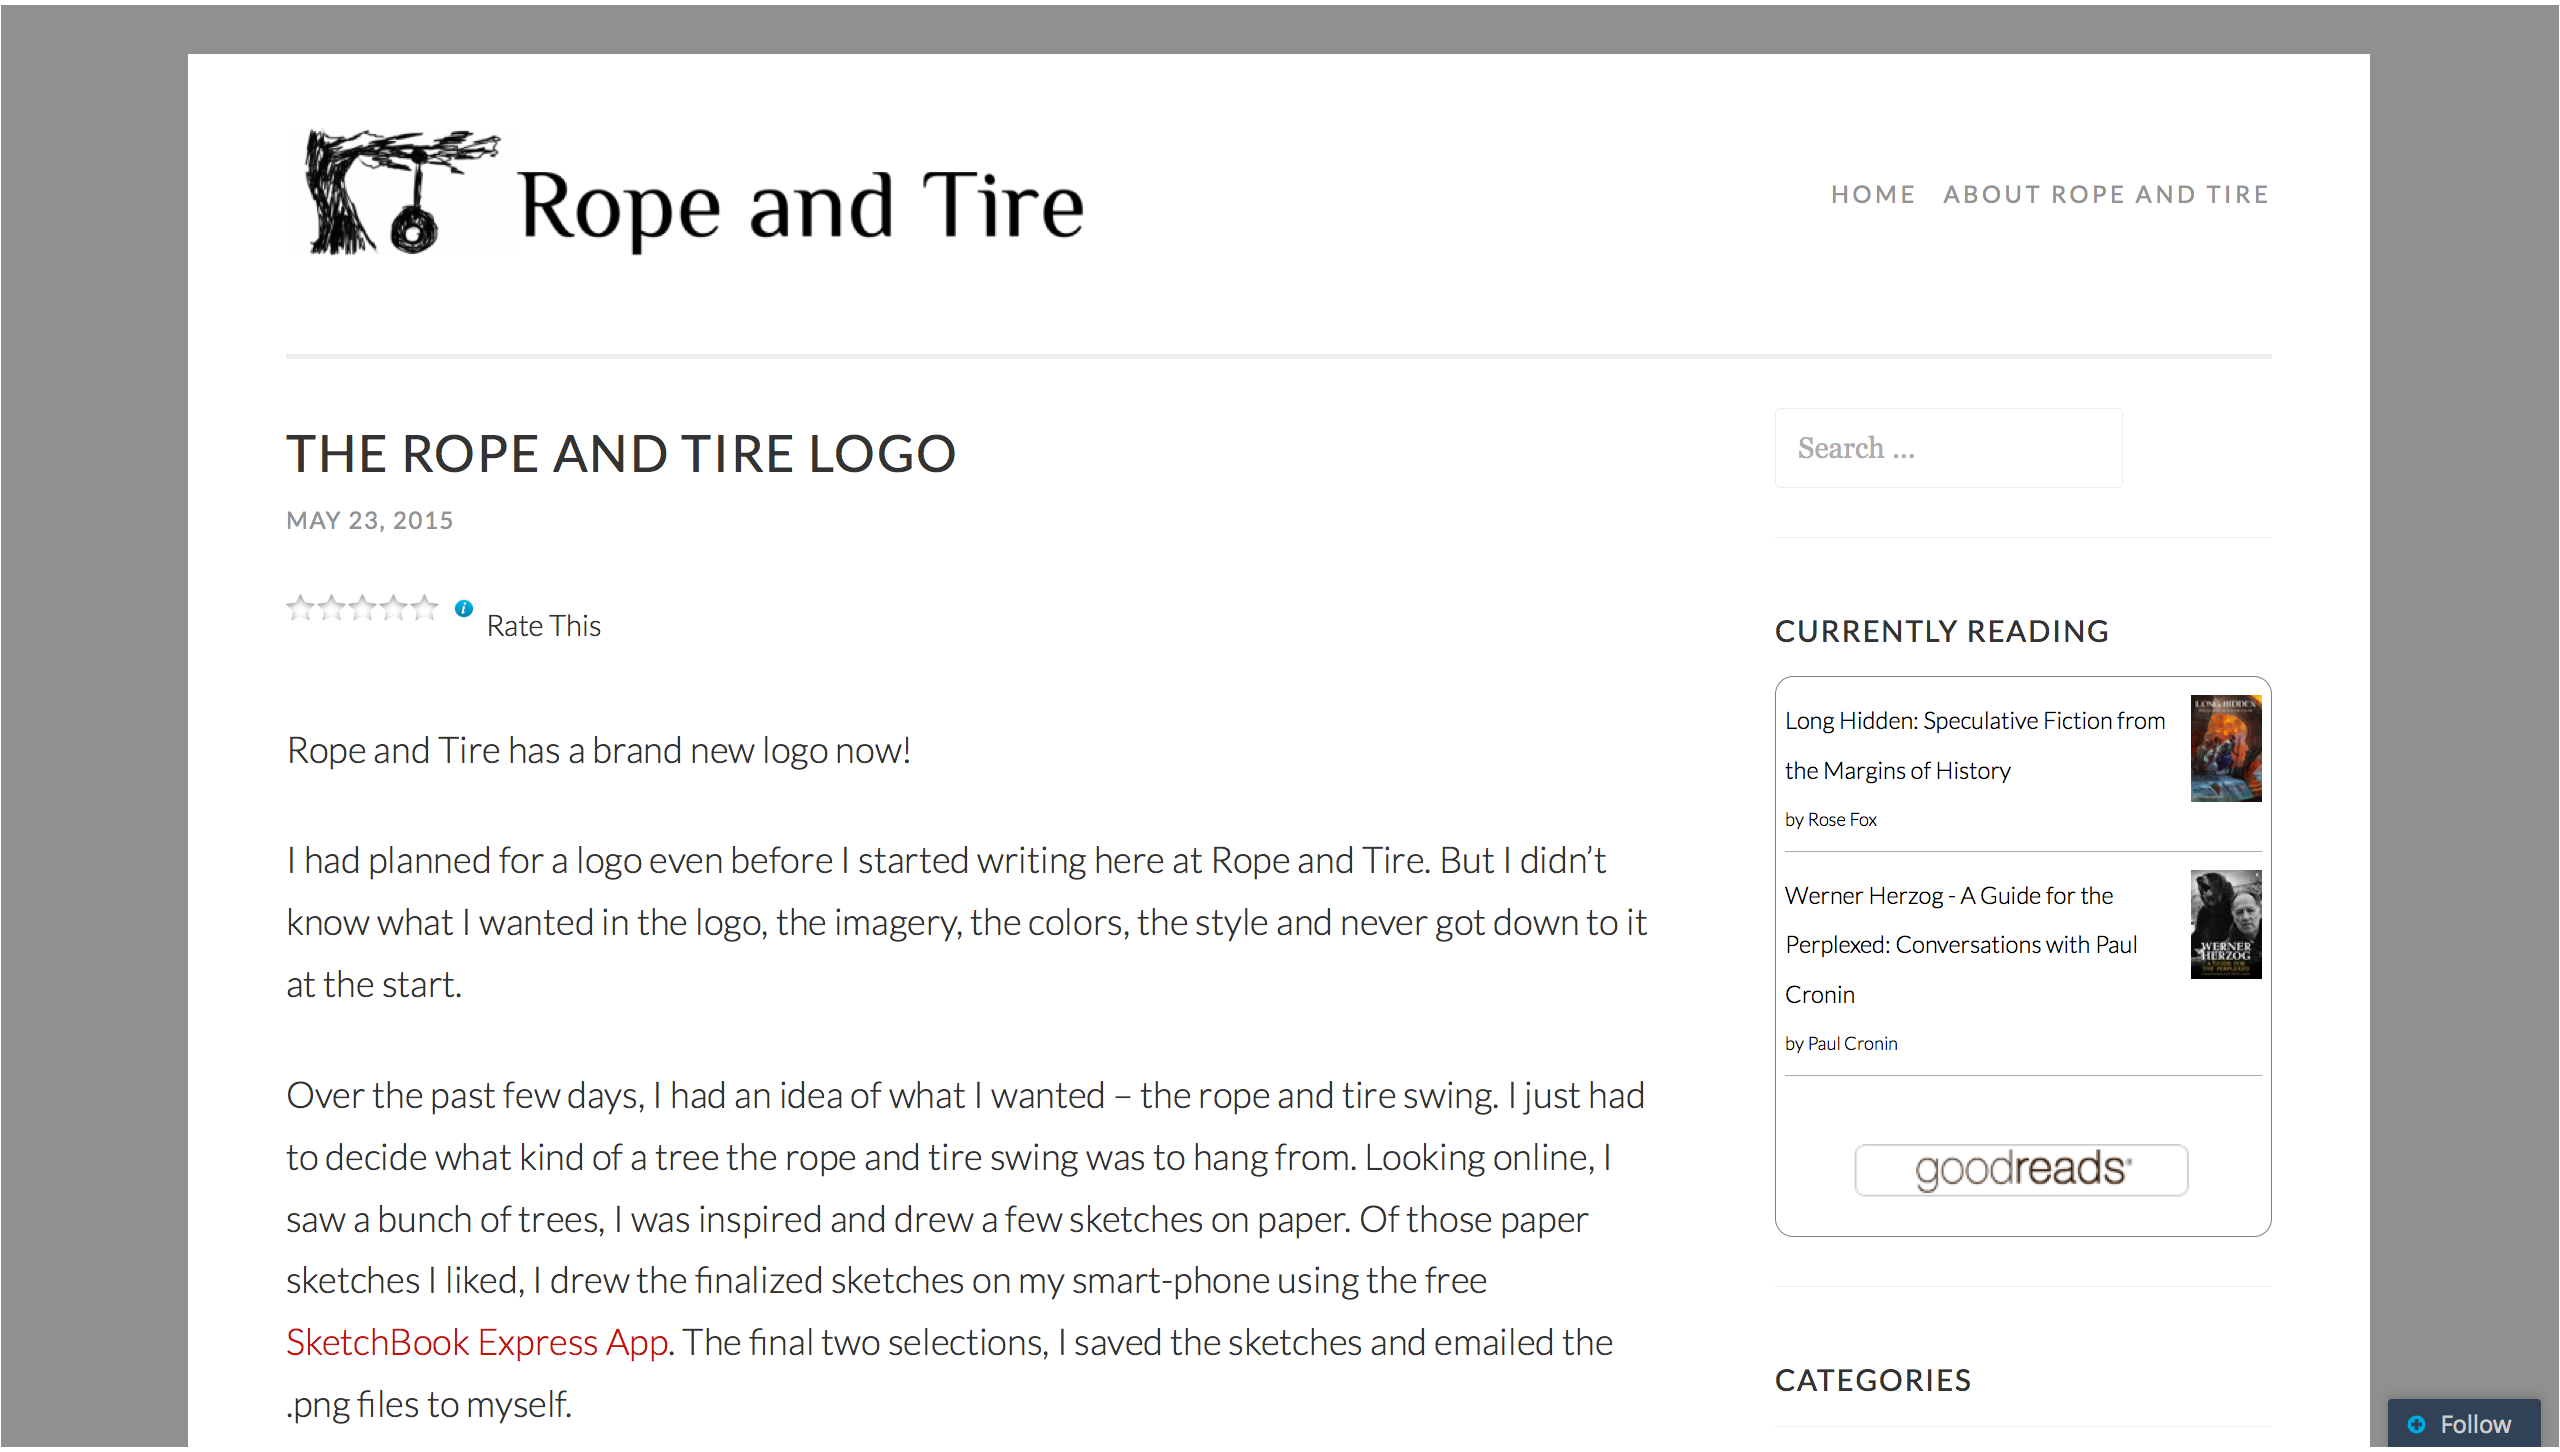 Rope and Tire
HOME ABOUT ROPE AND TIRE
THE ROPE AND TIRE LOGO
MAY 23, 2015
Rate This
Rope and Tire has a brand new logo now!
I had planned for a logo even before I started writing here at Rope and Tire. But I didn’t
know what I wanted in the logo, the imagery, the colors, the style and never got down to it
at the start.
Over the past few days, I had an idea of what I wanted – the rope and tire swing. I just had
to decide what kind of a tree the rope and tire swing was to hang from. Looking online, I
saw a bunch of trees, I was inspired and drew a few sketches on paper. Of those paper
sketches I liked, I drew the finalized sketches on my smart-phone using the free
SketchBook Express App. The final two selections, I saved the sketches and emailed the
.png files to myself.
Search ...
CURRENTLY READING
Long Hidden: Speculative Fiction from
the Margins of History
by Rose Fox
LONG HIDDEN
Werner Herzog - A Guide for the
Perplexed: Conversations with Paul
Cronin
by Paul Cronin
WERNER
HERZOG
A GUIDE FOR
THE PERPLEXED
goodreads
CATEGORIES
Follow